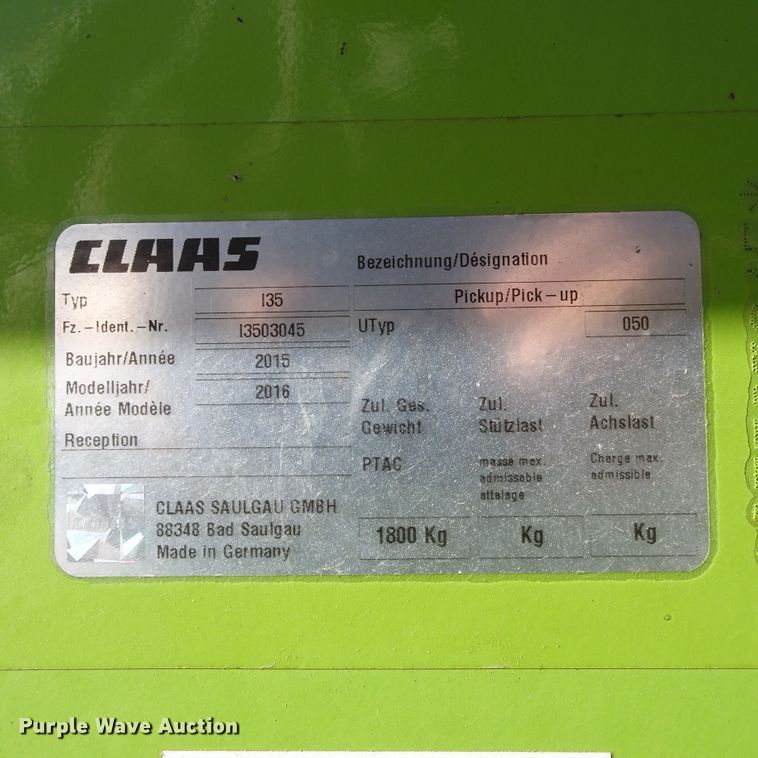 CLAAS
Bezeichnung/Désignation
Typ I35 Pickup/Pick-up
Fz.-Ident.-Nr. I3503045 UTyp 050
Baujahr/Année 2015
Modelljahr/ 2016
Année Modèle
Reception
Zul. Ges.
Gewicht
PTAC
1800 Kg
Zul.
Stützlast
masse max.
admissable
attelage
Kg
Zul.
Achslast
Charge max.
admissible
Kg
CLAAS SAULGAU GMBH
88348 Bad Saulgau
Made in Germany
Purple Wave Auction